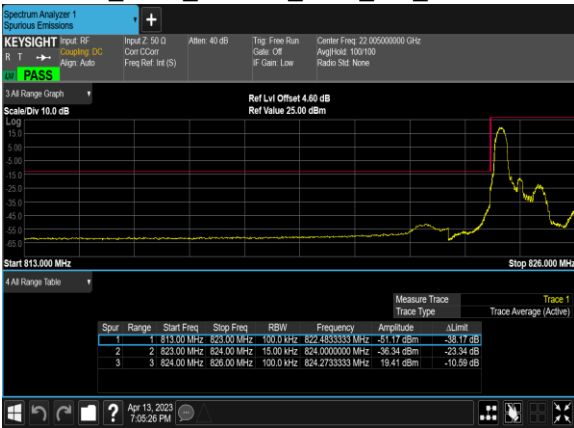 Spectrum Analyzer 1
Spurious Emissions
+
KEYSIGHT
R T
Input: RF
Coupling: DC
Align: Auto
Input Z: 50 Ω
Corr CCorr
Freq Ref: Int (S)
Atten: 40 dB
Trig: Free Run
Gate: Off
IF Gain: Low
Center Freq: 22.005000000 GHz
Avg|Hold: 100/100
Radio Std: None
PASS
3 All Range Graph
Scale/Div 10.0 dB
Ref Lvl Offset 4.60 dB
Ref Value 25.00 dBm
Log
15.0
5.00
-5.00
-15.0
-25.0
-35.0
-45.0
-55.0
-65.0
Start 813.000 MHz
Stop 826.000 MHz
4 All Range Table
Measure Trace Trace 1
Trace Type Trace Average (Active)
Spur Range Start Freq Stop Freq RBW Frequency Amplitude ΔLimit
1 1 813.00 MHz 823.00 MHz 100.0 kHz 822.4833333 MHz -51.17 dBm -38.17 dB
2 2 823.00 MHz 824.00 MHz 15.00 kHz 824.0000000 MHz -36.34 dBm -23.34 dB
3 3 824.00 MHz 826.00 MHz 100.0 kHz 824.2733333 MHz 19.41 dBm -10.59 dB
?
Apr 13, 2023
7:05:26 PM